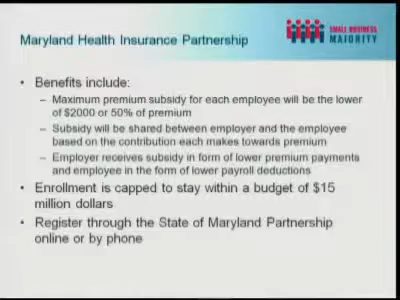 Maryland Health Insurance Partnership
SMALL BUSINESS
MAJORITY
• Benefits include:
– Maximum premium subsidy for each employee will be the lower
of $2000 or 50% of premium
– Subsidy will be shared between employer and the employee
based on the contribution each makes towards premium
– Employer receives subsidy in form of lower premium payments
and employee in the form of lower payroll deductions
• Enrollment is capped to stay within a budget of $15
million dollars
• Register through the State of Maryland Partnership
online or by phone